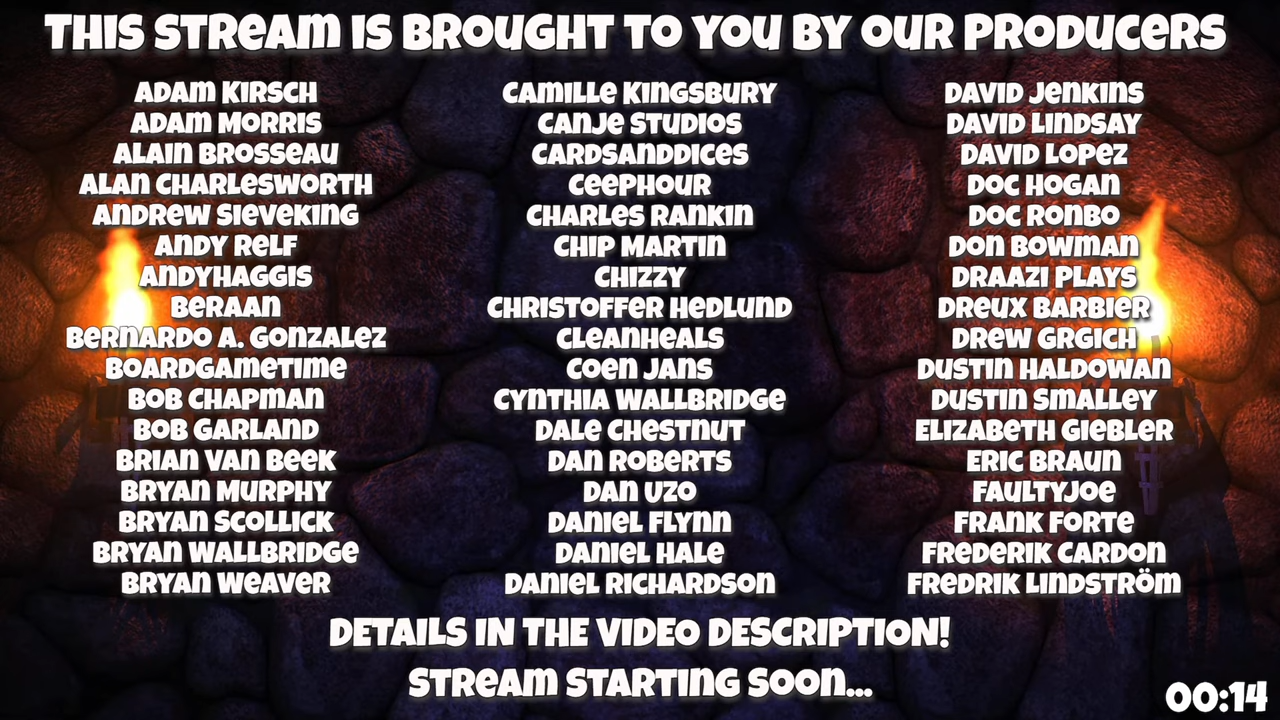 THIS STREAM IS BROUGHT TO YOU BY OUR PRODUCERS
ADAM KIRSCH
ADAM MORRIS
ALAIN BROSSEAU
ALAN CHARLESWORTH
ANDREW SIEVEKING
ANDY RELF
ANDYHAGGIS
BERAAN
BERNARDO A. GONZALEZ
BOARDGAMETIME
BOB CHAPMAN
BOB GARLAND
BRIAN VAN BEEK
BRYAN MURPHY
BRYAN SCOLLICK
BRYAN WALLBRIDGE
BRYAN WEAVER
CAMILLE KINGSBURY
CANJE STUDIOS
CARDSANDDICES
CEEPHOUR
CHARLES RANKIN
CHIP MARTIN
CHIZZY
CHRISTOFFER HEDLUND
CLEANHEALS
COEN JANS
CYNTHIA WALLBRIDGE
DALE CHESTNUT
DAN ROBERTS
DAN UZO
DANIEL FLYNN
DANIEL HALE
DANIEL RICHARDSON
DAVID JENKINS
DAVID LINDSAY
DAVID LOPEZ
DOC HOGAN
DOC RONBO
DON BOWMAN
DRAAZI PLAYS
DREUX BARBIER
DREW GRGICH
DUSTIN HALDOWAN
DUSTIN SMALLEY
ELIZABETH GIEBLER
ERIC BRAUN
FAULTYJOE
FRANK FORTE
FREDERIK CARDON
FREDRIK LINDSTRÖM
DETAILS IN THE VIDEO DESCRIPTION!
STREAM STARTING SOON...
00:14